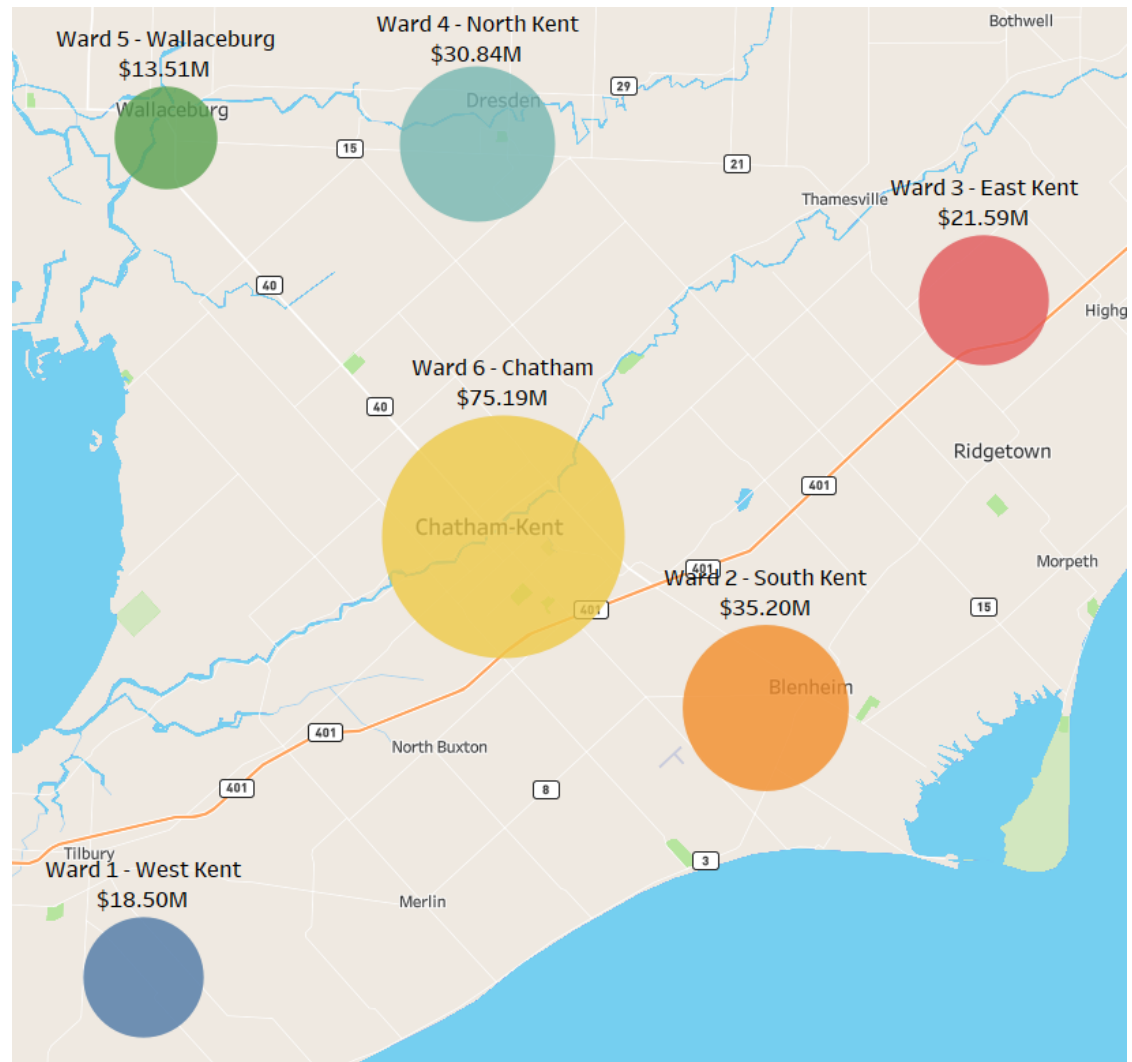 Bothwell
Ward 4 - North Kent
$30.84M
Ward 5 - Wallaceburg
$13.51M
29
Dresden
Wallaceburg
15
21
Ward 3 - East Kent
$21.59M
Thamesville
40
Highg
Ward 6 - Chatham
$75.19M
40
Ridgetown
401
Chatham-Kent
Morpeth
401
Ward 2 - South Kent
$35.20M
401
15
Blenheim
401
North Buxton
401
8
Tilbury
3
Ward 1 - West Kent
$18.50M
Merlin